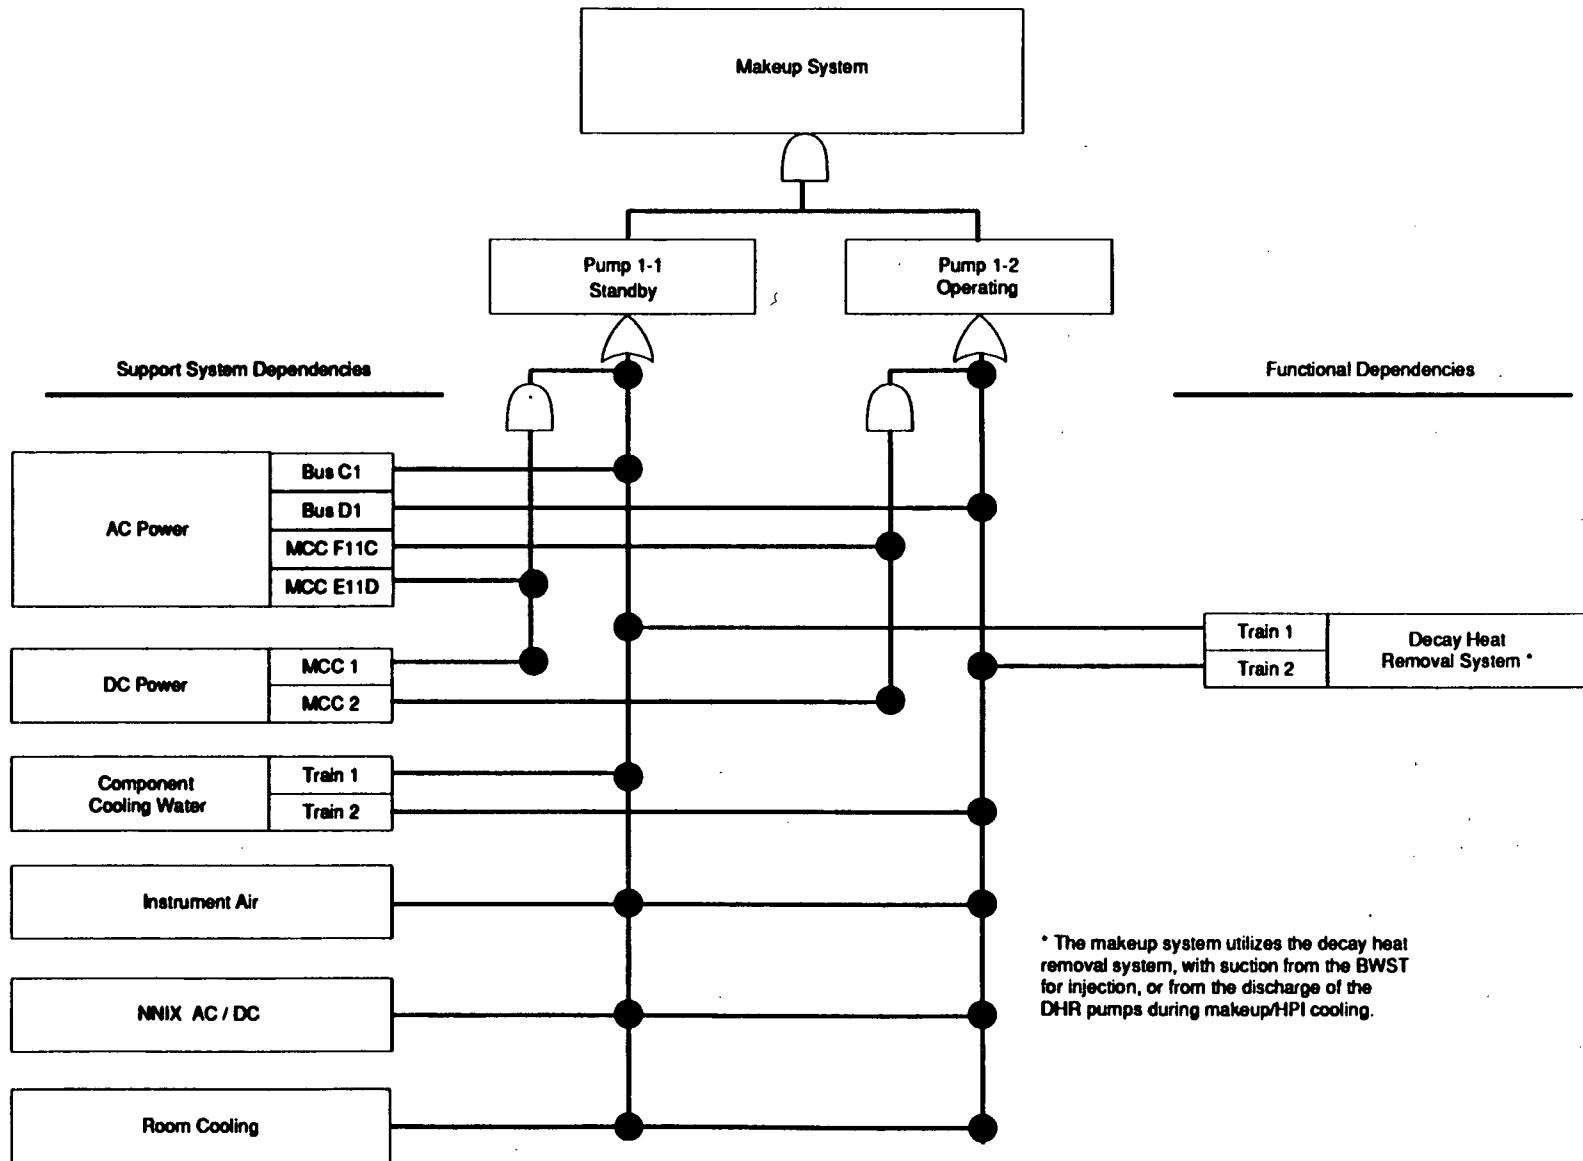 Makeup System
Pump 1-1
Standby
Pump 1-2
Operating
Support System Dependencies
Functional Dependencies
AC Power
Bus C1
Bus D1
MCC F11C
MCC E11D
Train 1
Train 2
Decay Heat
Removal System *
DC Power
MCC 1
MCC 2
Component
Cooling Water
Train 1
Train 2
Instrument Air
* The makeup system utilizes the decay heat
removal system, with suction from the BWST
for injection, or from the discharge of the
DHR pumps during makeup/HPI cooling.
NNIX AC / DC
Room Cooling